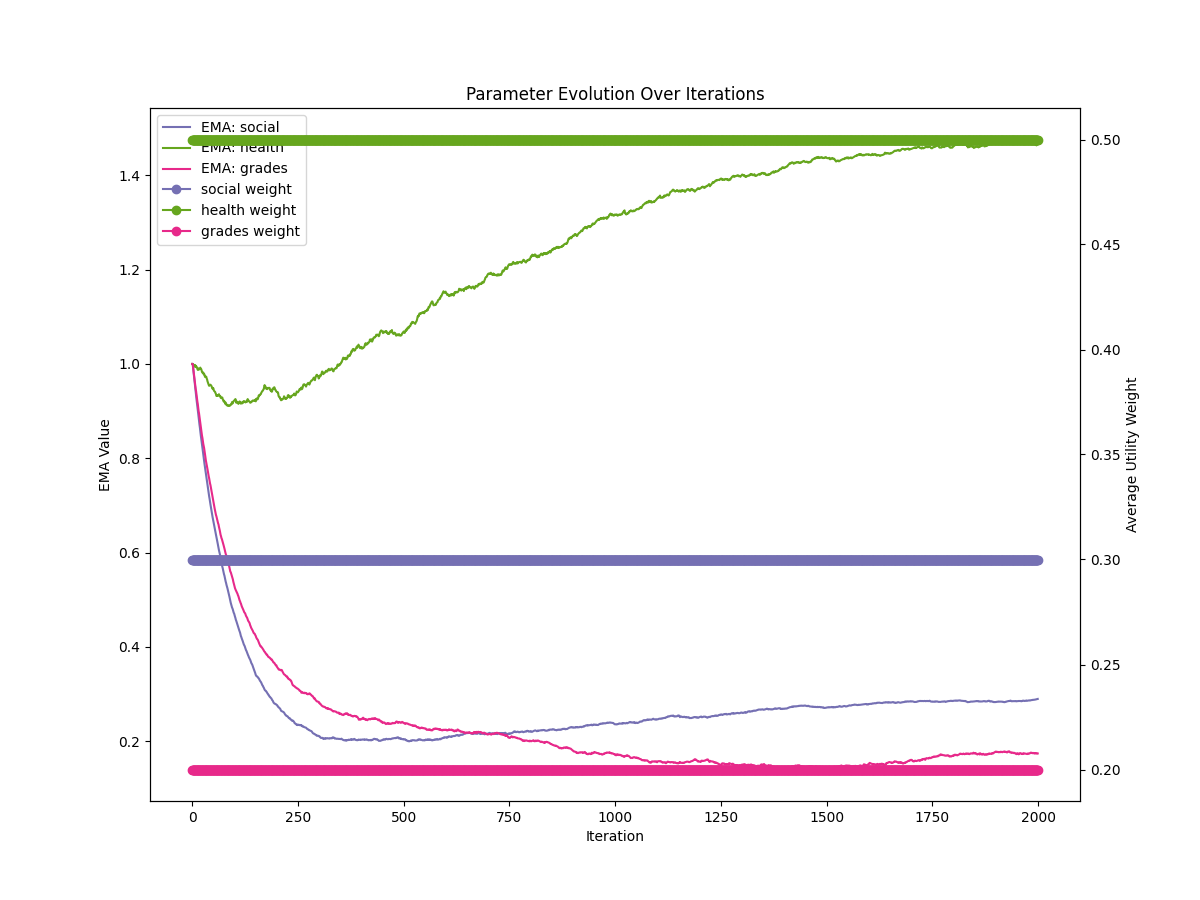 Parameter Evolution Over Iterations
EMA: social
EMA: health
EMA: grades
social weight
health weight
grades weight
EMA Value
1.4
1.2
1.0
0.8
0.6
0.4
0.2
0.50
0.45
0.40
0.35
0.30
0.25
0.20
Average Utility Weight
0 250 500 750 1000 1250 1500 1750 2000
Iteration